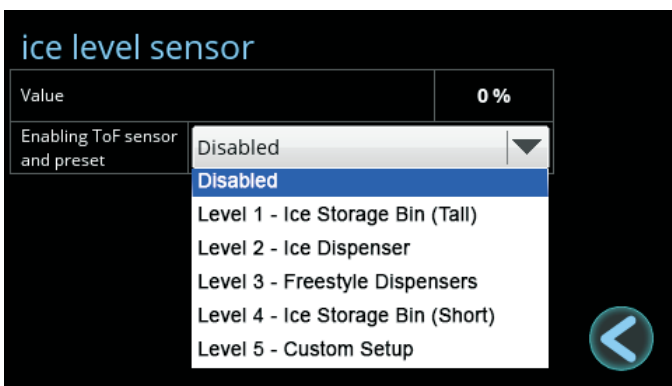 ice level sensor
Value
0 %
Enabling ToF sensor
and preset
Disabled
Disabled
Level 1 - Ice Storage Bin (Tall)
Level 2 - Ice Dispenser
Level 3 - Freestyle Dispensers
Level 4 - Ice Storage Bin (Short)
Level 5 - Custom Setup